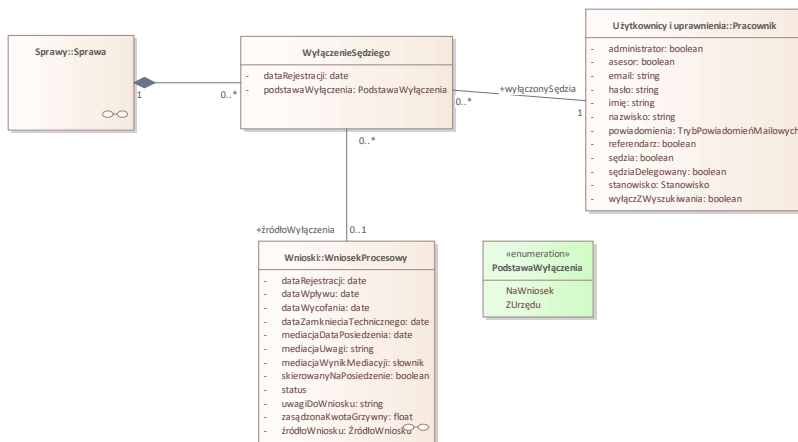 Sprawy::Sprawa
1
0..*
WyłączenieSędziego
- dataRejestracji: date
- podstawaWyłączenia: PodstawaWyłączenia
0..*
+wyłączonySędzia
1
Użytkownicy i uprawnienia::Pracownik
- administrator: boolean
- asesor: boolean
- email: string
- hasło: string
- imię: string
- nazwisko: string
- powiadomienia: TrybPowiadomieńMailowych
- referendarz: boolean
- sędzia: boolean
- sędziaDelegowany: boolean
- stanowisko: Stanowisko
- wyłączZWyszukiwania: boolean
0..*
+źródłoWyłączenia
0..1
Wnioski::WniosekProcesowy
- dataRejestracji: date
- dataWpływu: date
- dataWycofania: date
- dataZamknieciaTechnicznego: date
- mediacjaDataPosiedzenia: date
- mediacjaUwagi: string
- mediacjaWynikMediacyji: słownik
- skierowanyNaPosiedzenie: boolean
- status
- uwagiDoWniosku: string
- zasądzonaKwotaGrzywny: float
- źródłoWniosku: ŹródłoWniosku
«enumeration»
PodstawaWyłączenia
NaWniosek
ZUrzędu